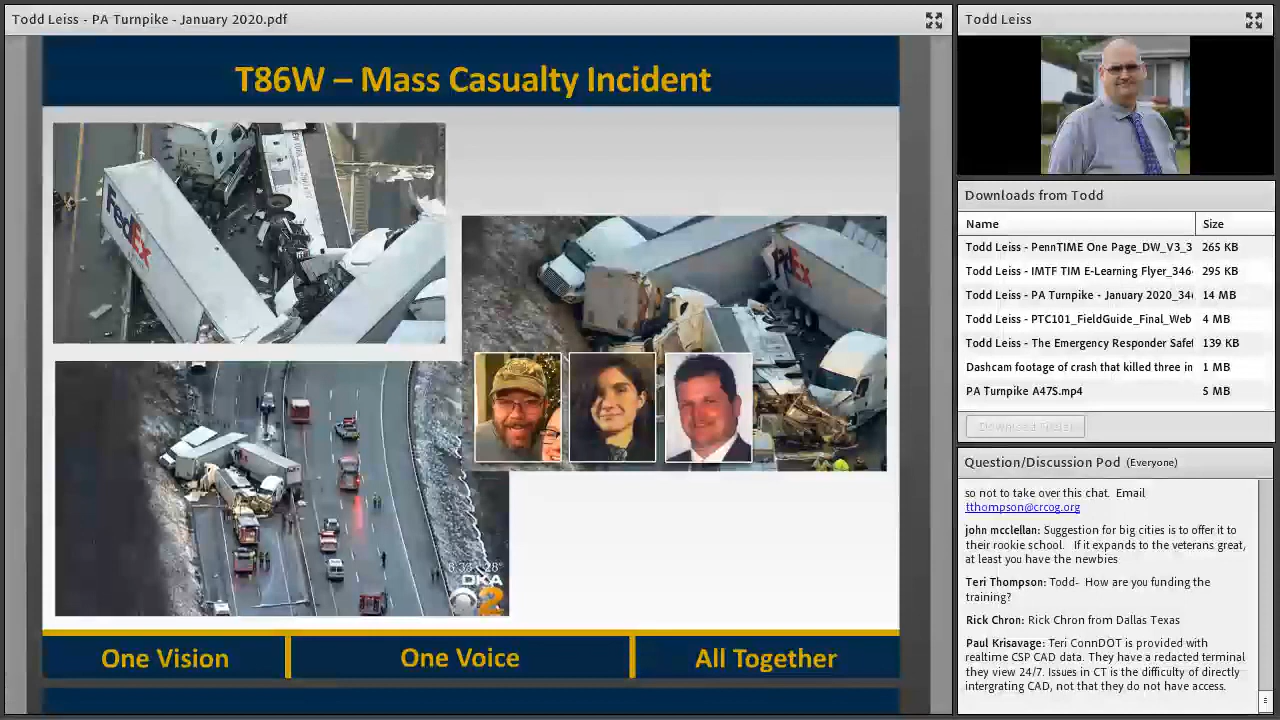 Todd Leiss - PA Turnpike - January 2020.pdf
T86W – Mass Casualty Incident
FedEx
FedEx
8:33 28°
DKA
2
One Vision
One Voice
All Together
Todd Leiss
Downloads from Todd
Name Size
Todd Leiss - PennTIME One Page_DW_V3_3 265 KB
Todd Leiss - IMTF TIM E-Learning Flyer_346 295 KB
Todd Leiss - PA Turnpike - January 2020_34 14 MB
Todd Leiss - PTC101_FieldGuide_Final_Web 4 MB
Todd Leiss - The Emergency Responder Safe 139 KB
Dashcam footage of crash that killed three in 1 MB
PA Turnpike A47S.mp4 5 MB
Download File(s)
Question/Discussion Pod (Everyone)
so not to take over this chat. Email
tthompson@crcog.org
john mcclellan: Suggestion for big cities is to offer it to
their rookie school. If it expands to the veterans great,
at least you have the newbies
Teri Thompson: Todd- How are you funding the
training?
Rick Chron: Rick Chron from Dallas Texas
Paul Krisavage: Teri ConnDOT is provided with
realtime CSP CAD data. They have a redacted terminal
they view 24/7. Issues in CT is the difficulty of directly
intergrating CAD, not that they do not have access.